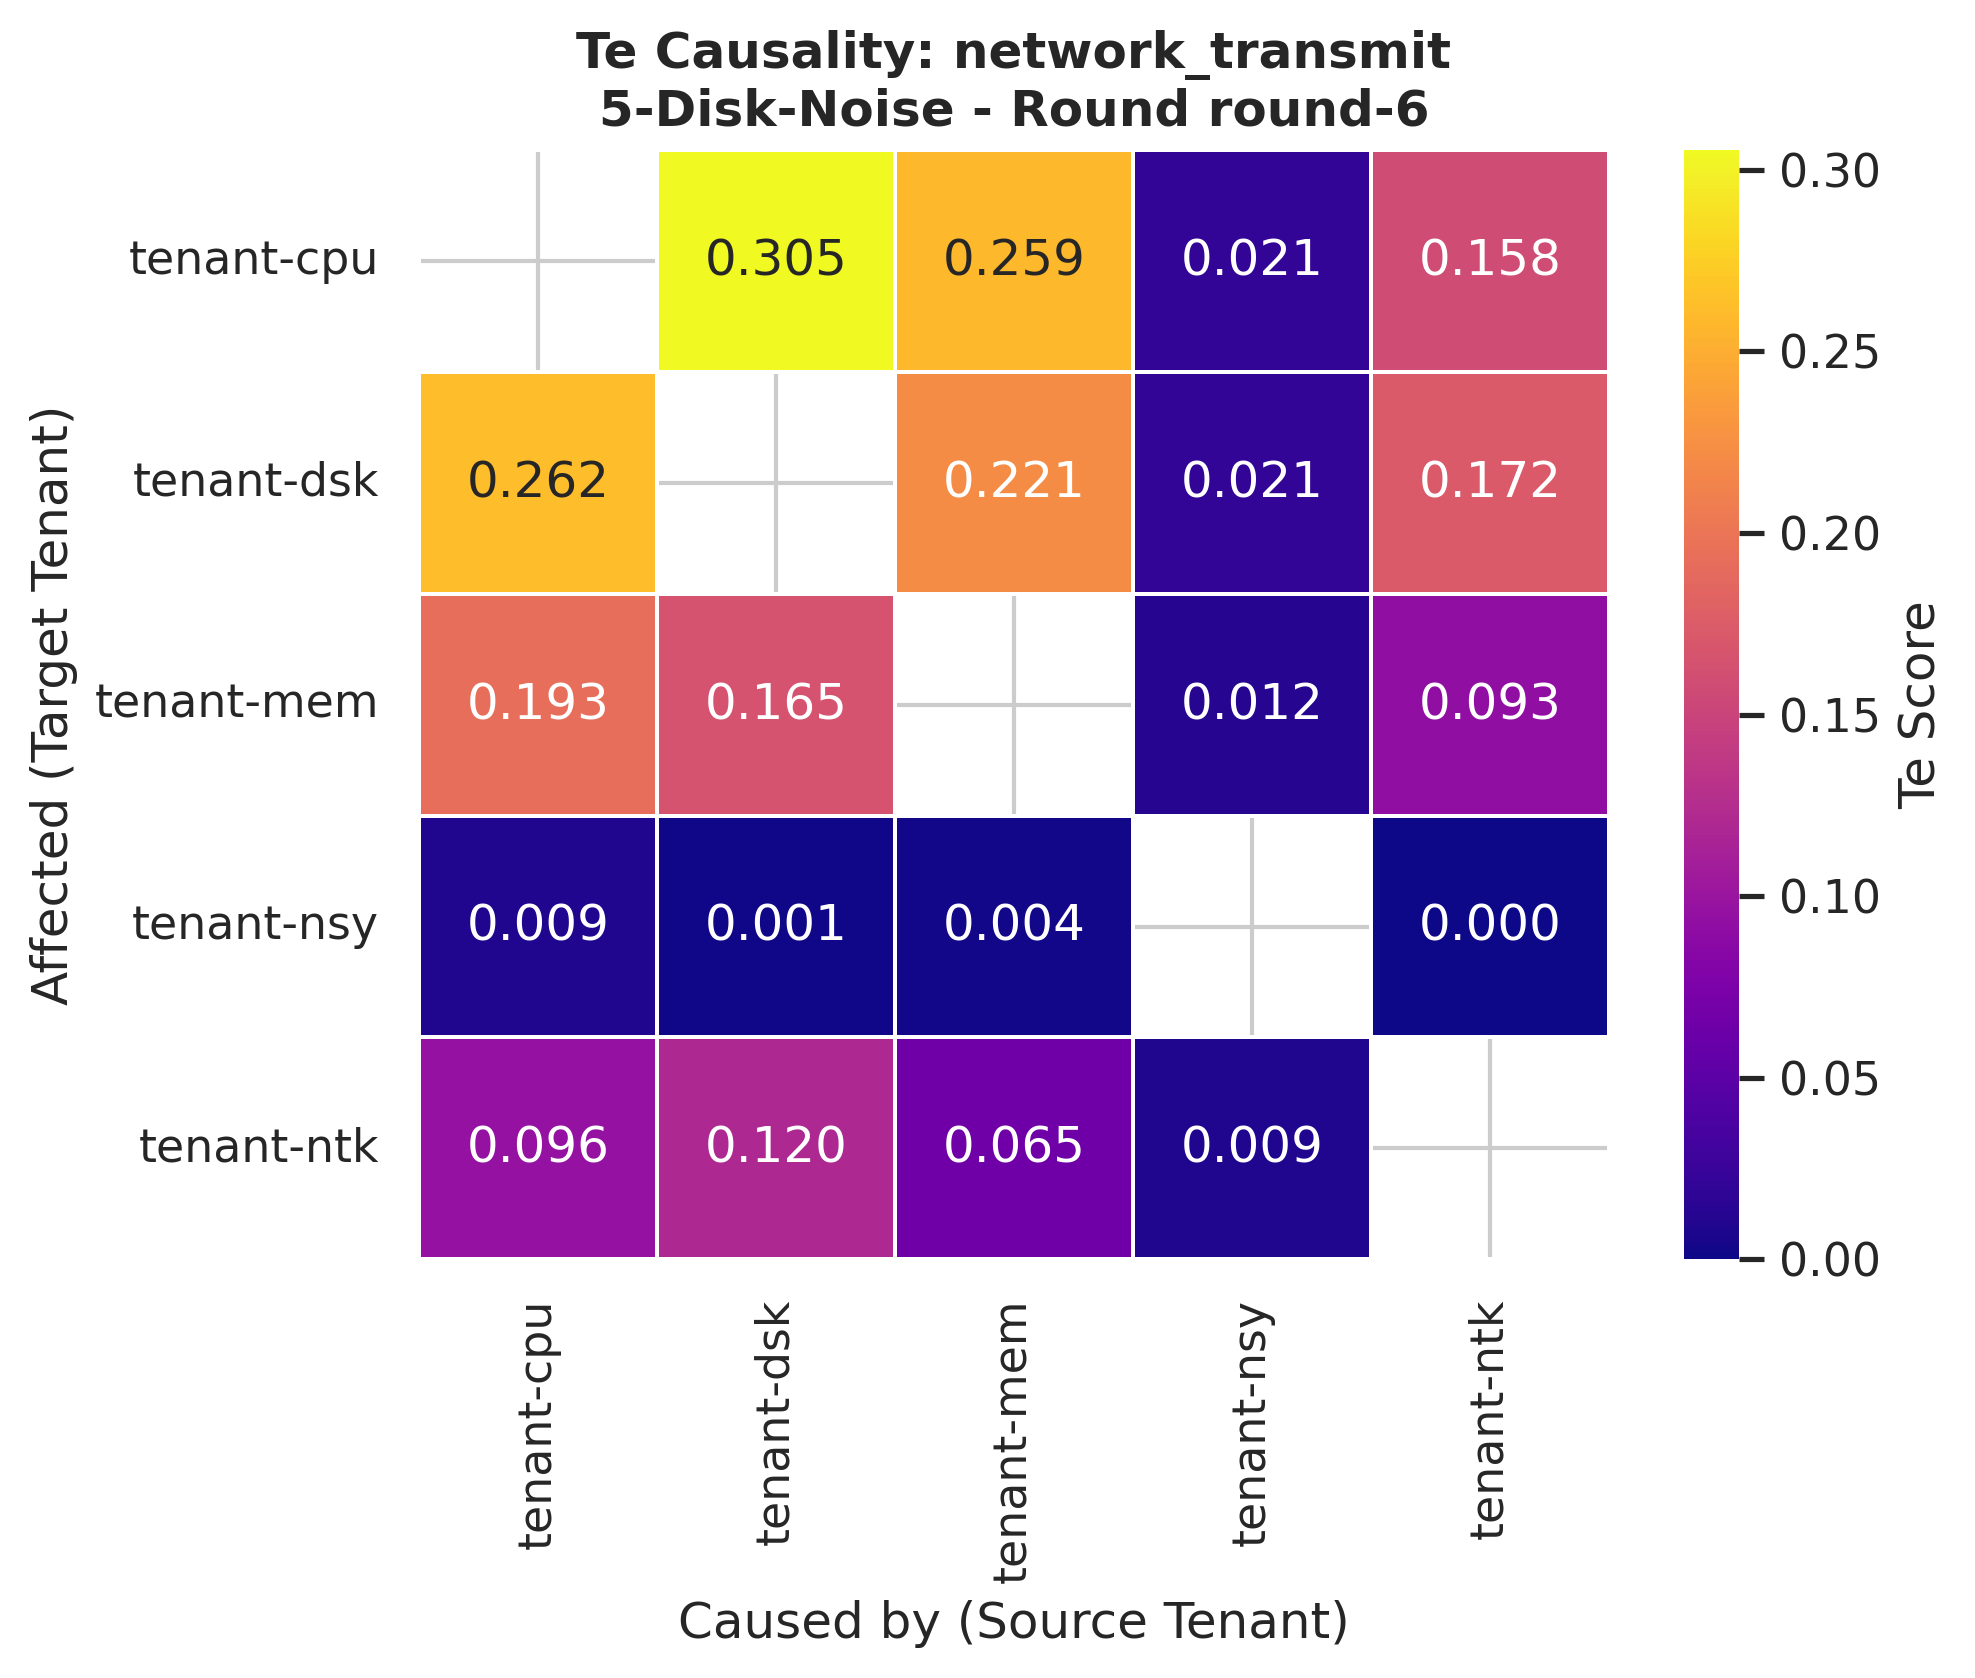 Te Causality: network_transmit
5-Disk-Noise - Round round-6
Affected (Target Tenant)
tenant-cpu
0.305 0.259 0.021 0.158
tenant-dsk
0.262 0.221 0.021 0.172
tenant-mem
0.193 0.165 0.012 0.093
tenant-nsy
0.009 0.001 0.004 0.000
tenant-ntk
0.096 0.120 0.065 0.009
tenant-cpu
tenant-dsk
tenant-mem
tenant-nsy
tenant-ntk
Caused by (Source Tenant)
0.30
0.25
0.20
0.15
0.10
0.05
0.00
Te Score